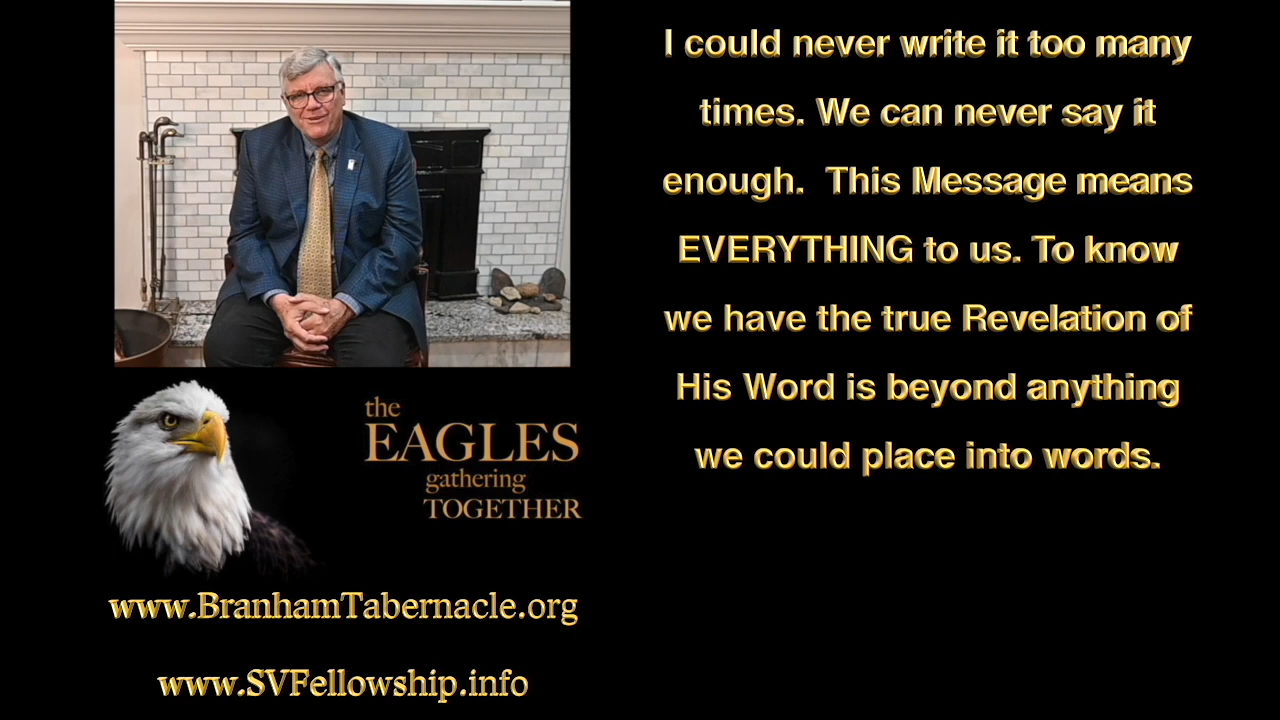 the
EAGLES
gathering
TOGETHER
www.BranhamTabernacle.org
www.SVFellowship.info
I could never write it too many
times. We can never say it
enough.  This Message means
EVERYTHING to us. To know
we have the true Revelation of
His Word is beyond anything
we could place into words.